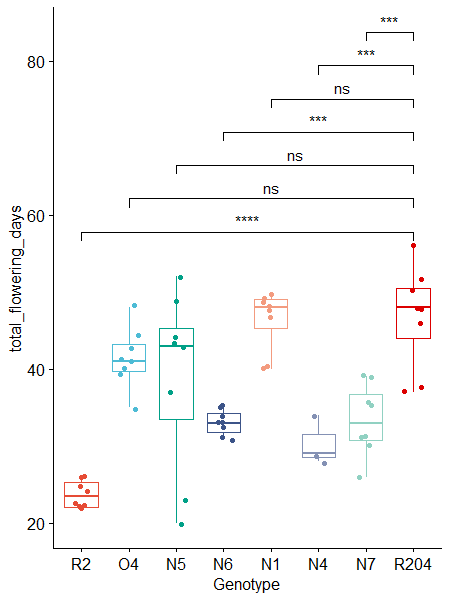 ***
***
80
ns
***
ns
ns
60
****
total_flowering_days
40
20
R2 O4 N5 N6 N1 N4 N7 R204
Genotype